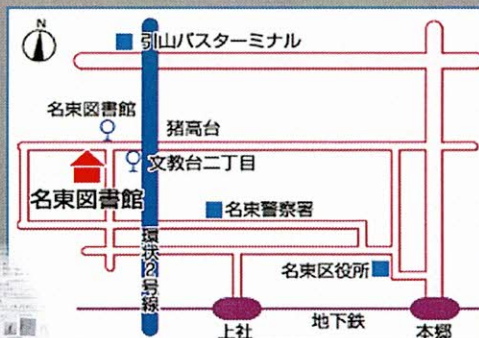 N
引山バスターミナル
名東図書館
猪高台
文教台二丁目
名東図書館
名東警察署
環状2号線
名東区役所
上社
地下鉄
本郷